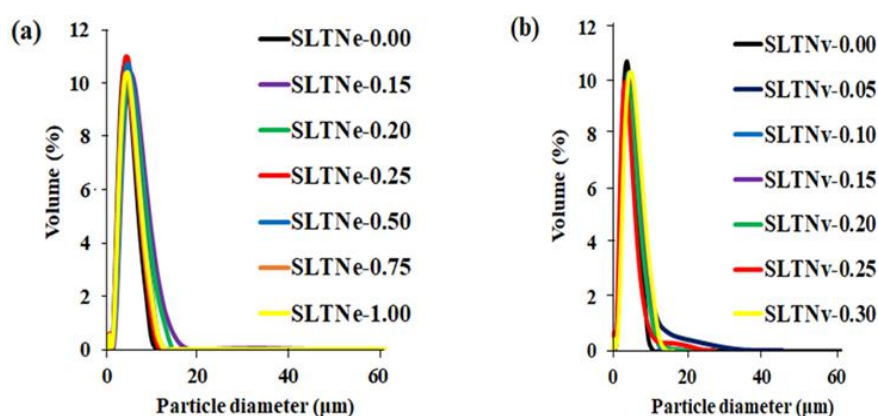 (a)
12
10
8
6
4
2
0
Volume (%)
0 20 40 60
Particle diameter (µm)
SLTNe-0.00
SLTNe-0.15
SLTNe-0.20
SLTNe-0.25
SLTNe-0.50
SLTNe-0.75
SLTNe-1.00
(b)
12
10
8
6
4
2
0
Volume (%)
0 20 40 60
Particle diameter (µm)
SLTNv-0.00
SLTNv-0.05
SLTNv-0.10
SLTNv-0.15
SLTNv-0.20
SLTNv-0.25
SLTNv-0.30